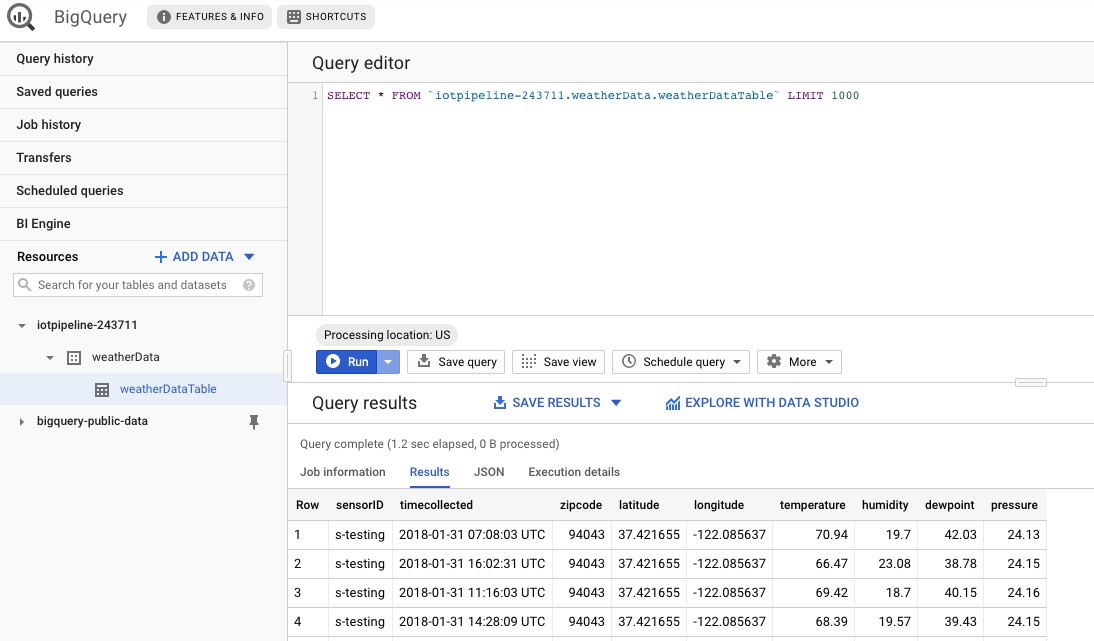 BigQuery FEATURES & INFO SHORTCUTS
Query history
Saved queries
Job history
Transfers
Scheduled queries
BI Engine
Resources ADD DATA
Search for your tables and datasets
iotpipeline-243711
weatherData
weatherDataTable
bigquery-public-data
Query editor
1 SELECT * FROM `iotpipeline-243711.weatherData.weatherDataTable` LIMIT 1000
Processing location: US
Run Save query Save view Schedule query More
Query results SAVE RESULTS EXPLORE WITH DATA STUDIO
Query complete (1.2 sec elapsed, 0 B processed)
Job information Results JSON Execution details
Row sensorID timecollected zipcode latitude longitude temperature humidity dewpoint pressure
1 s-testing 2018-01-31 07:08:03 UTC 94043 37.421655 -122.085637 70.94 19.7 42.03 24.13
2 s-testing 2018-01-31 16:02:31 UTC 94043 37.421655 -122.085637 66.47 23.08 38.78 24.15
3 s-testing 2018-01-31 11:16:03 UTC 94043 37.421655 -122.085637 69.42 18.7 40.15 24.16
4 s-testing 2018-01-31 14:28:09 UTC 94043 37.421655 -122.085637 68.39 19.57 39.43 24.15